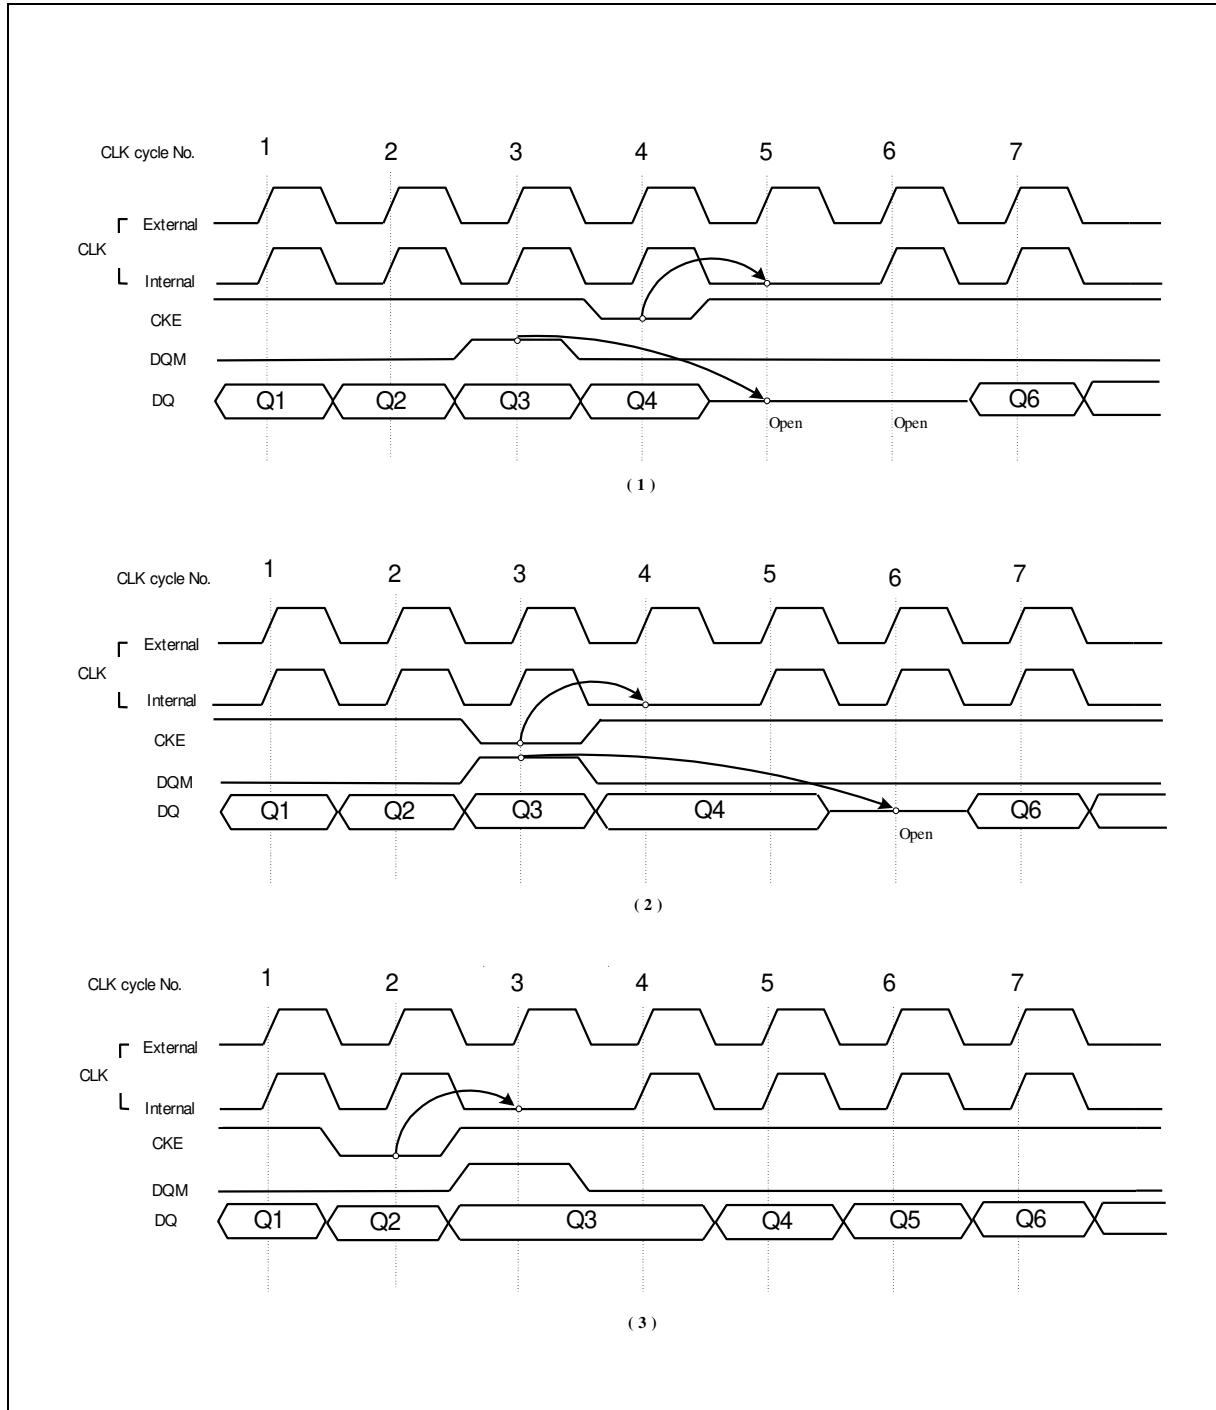 CLK cycle No. 1 2 3 4 5 6 7
External
CLK
Internal
CKE
DQM
DQ Q1 Q2 Q3 Q4 Q6
Open Open
( 1 )
CLK cycle No. 1 2 3 4 5 6 7
External
CLK
Internal
CKE
DQM
DQ Q1 Q2 Q3 Q4 Q6
Open
( 2 )
CLK cycle No. 1 2 3 4 5 6 7
External
CLK
Internal
CKE
DQM
DQ Q1 Q2 Q3 Q4 Q5 Q6
( 3 )